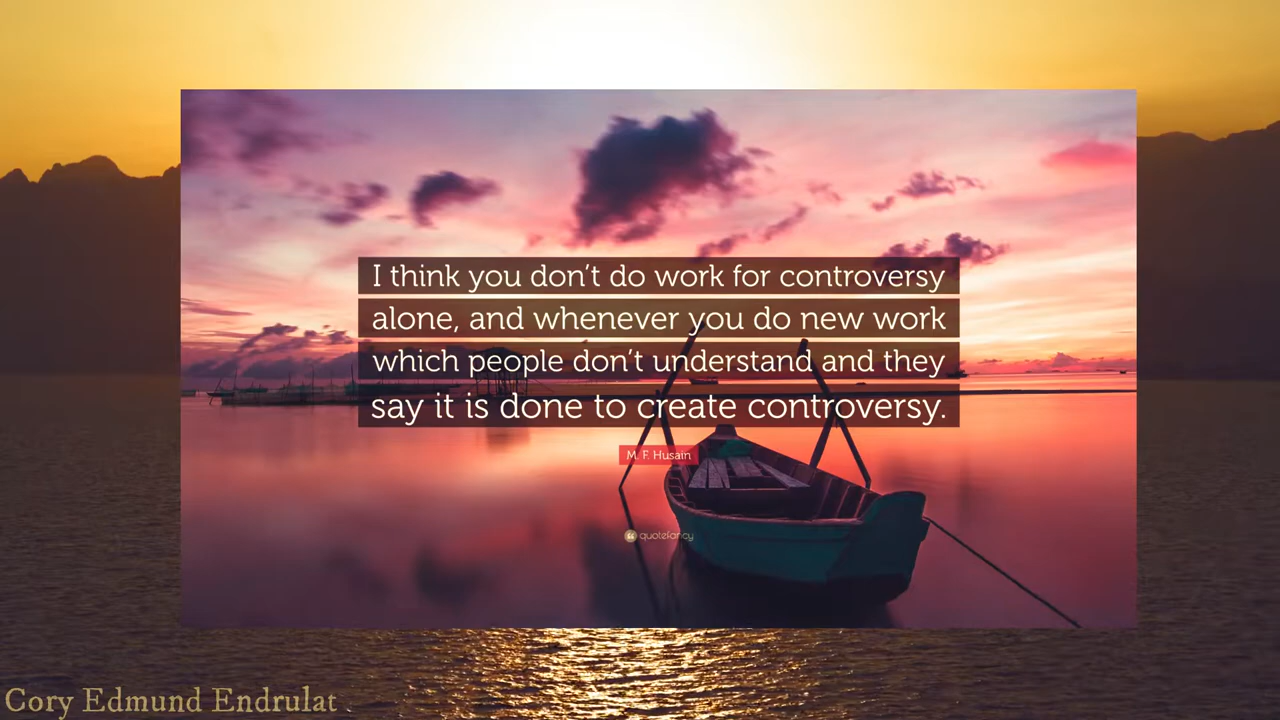 I think you don’t do work for controversy
alone, and whenever you do new work
which people don’t understand and they
say it is done to create controversy.
M. F. Husain
quotefancy
Cory Edmund Endrulat